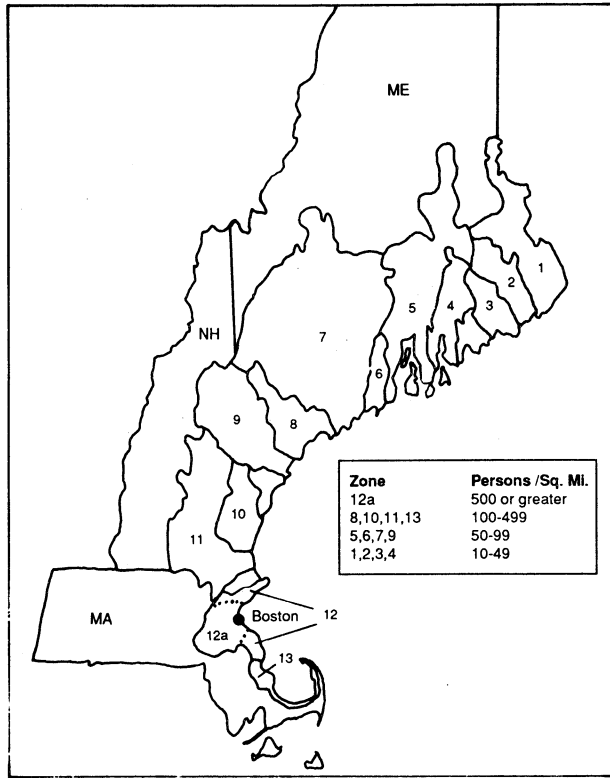 ME
1
2
3
4
5
NH
7
6
9
8
Zone Persons /Sq. Mi.
12a 500 or greater
8,10,11,13 100-499
5,6,7,9 50-99
1,2,3,4 10-49
10
11
MA
Boston
12
12a
13